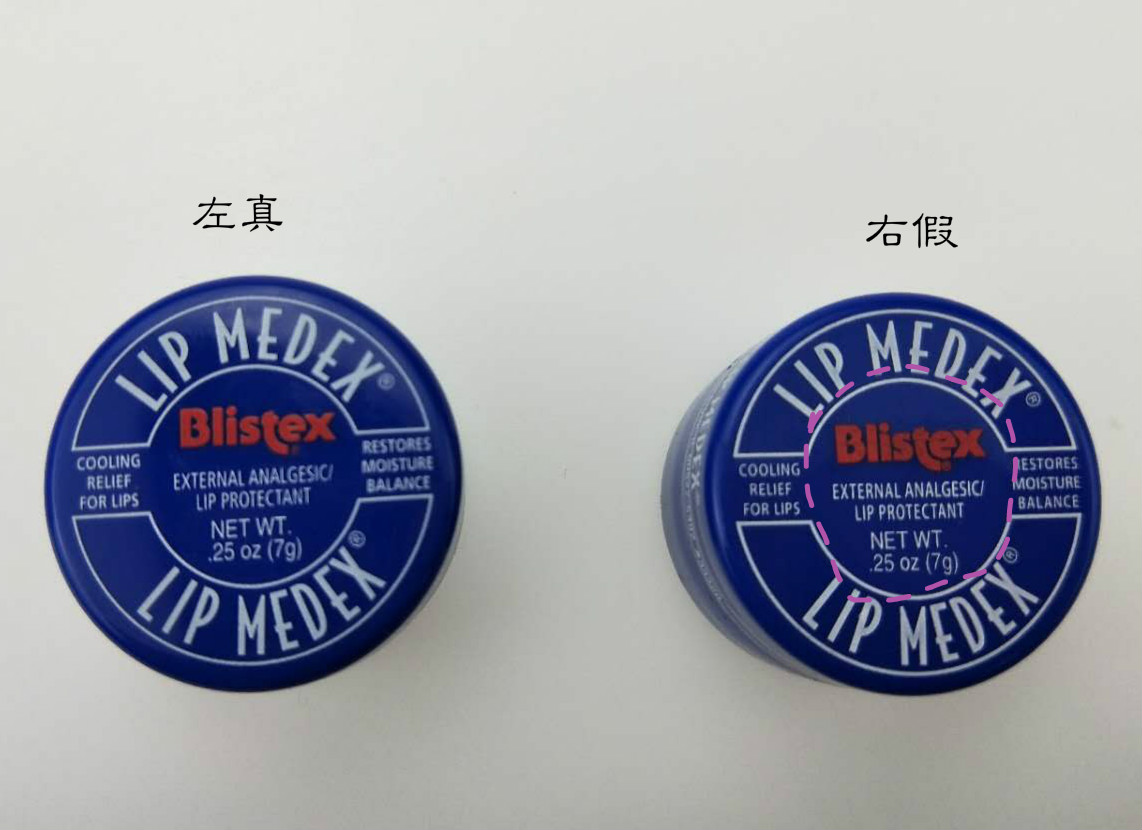 左真
右假
LIP MEDEX®
Blistex
COOLING
RELIEF
FOR LIPS
RESTORES
MOISTURE
BALANCE
EXTERNAL ANALGESIC/
LIP PROTECTANT
NET WT.
.25 oz (7g)
LIP MEDEX®
LIP MEDEX®
Blistex
COOLING
RELIEF
FOR LIPS
RESTORES
MOISTURE
BALANCE
EXTERNAL ANALGESIC/
LIP PROTECTANT
NET WT.
.25 oz (7g)
LIP MEDEX®